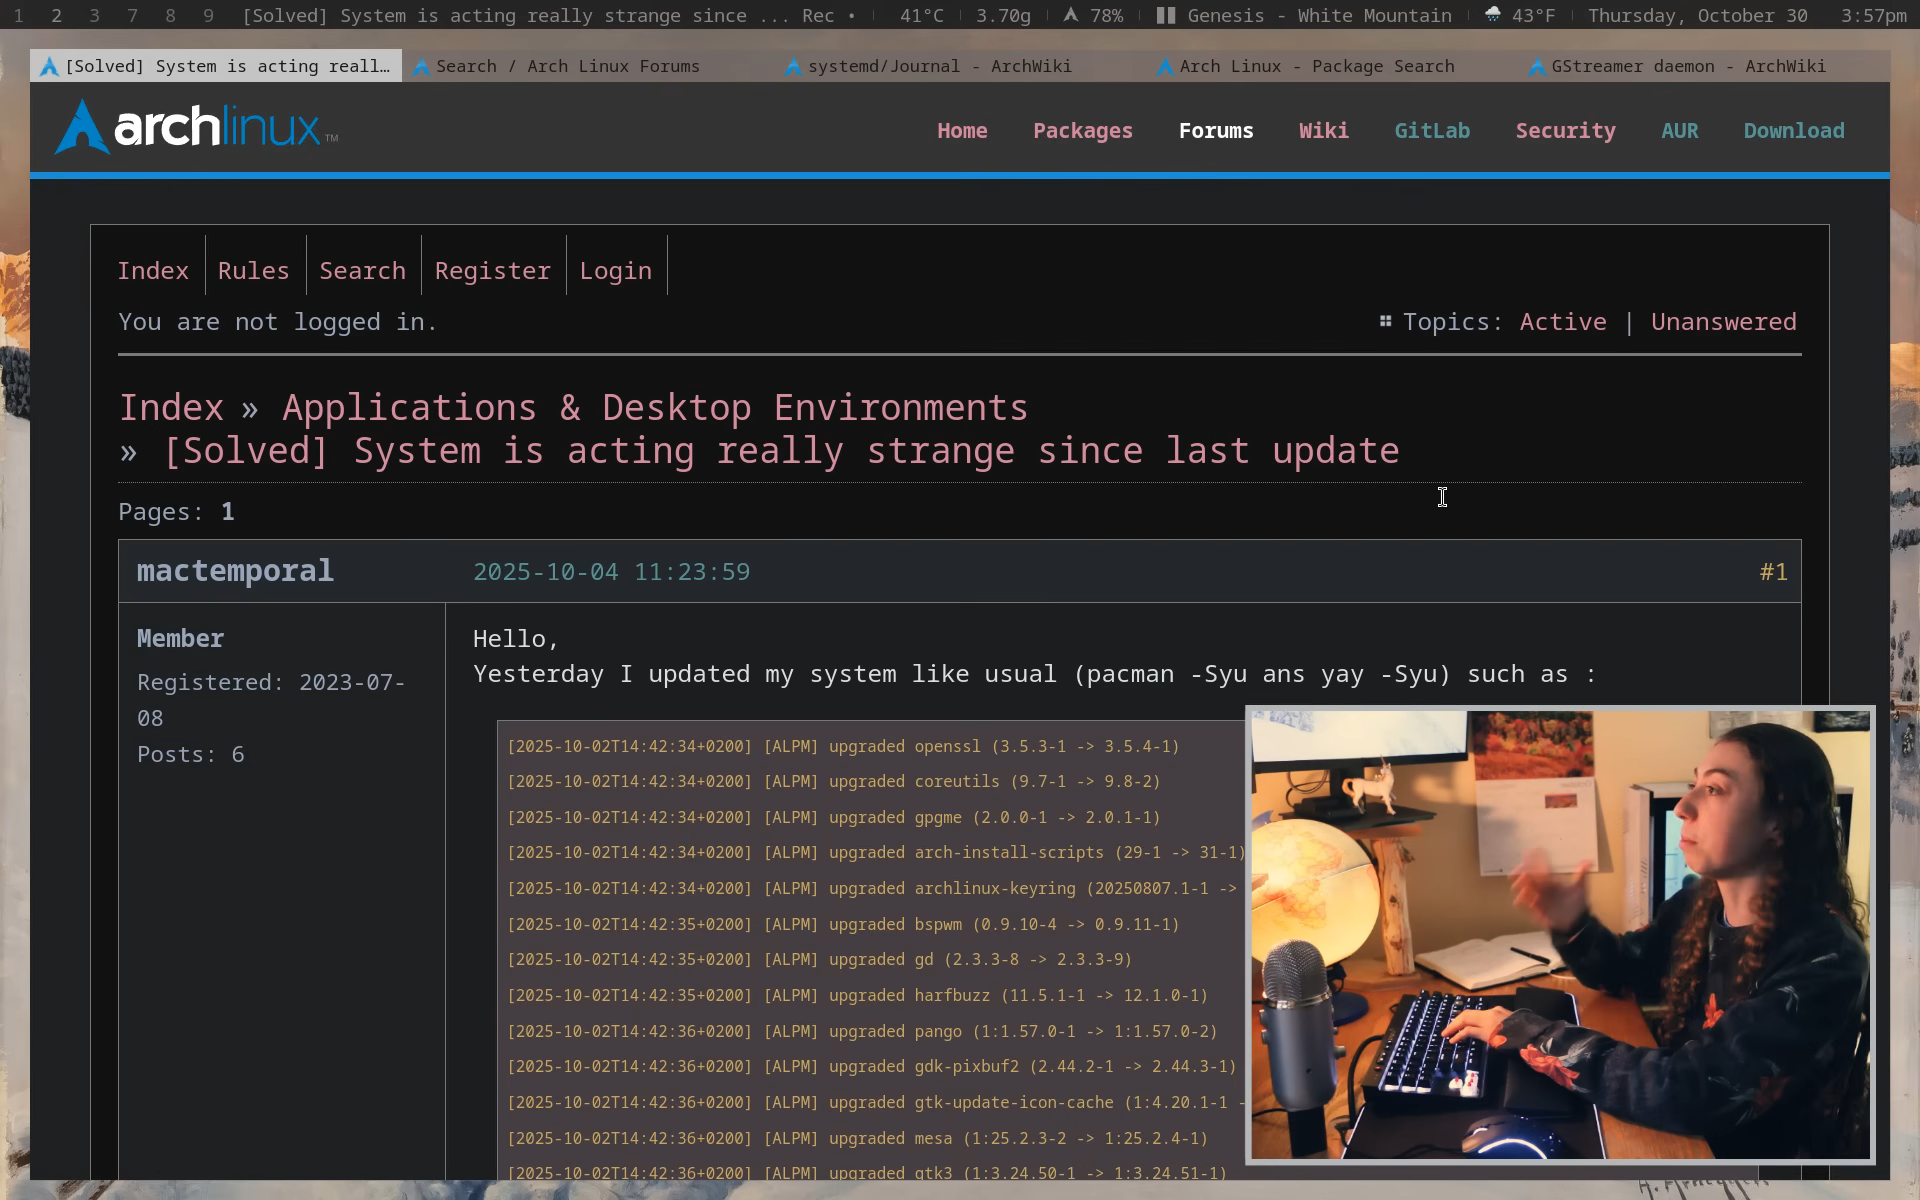 1 2 3 7 8 9 [Solved] System is acting really strange since ... Rec • 41°C 3.70g 78% Genesis - White Mountain 43°F Thursday, October 30 3:57pm
[Solved] System is acting reall… Search / Arch Linux Forums systemd/Journal - ArchWiki Arch Linux - Package Search GStreamer daemon - ArchWiki
archlinux™ Home Packages Forums Wiki GitLab Security AUR Download
Index Rules Search Register Login
You are not logged in. Topics: Active | Unanswered
Index » Applications & Desktop Environments
» [Solved] System is acting really strange since last update
Pages: 1
mactemporal 2025-10-04 11:23:59 #1
Member
Registered: 2023-07-
08
Posts: 6
Hello,
Yesterday I updated my system like usual (pacman -Syu ans yay -Syu) such as :
[2025-10-02T14:42:34+0200] [ALPM] upgraded openssl (3.5.3-1 -> 3.5.4-1)
[2025-10-02T14:42:34+0200] [ALPM] upgraded coreutils (9.7-1 -> 9.8-2)
[2025-10-02T14:42:34+0200] [ALPM] upgraded gpgme (2.0.0-1 -> 2.0.1-1)
[2025-10-02T14:42:34+0200] [ALPM] upgraded arch-install-scripts (29-1 -> 31-1)
[2025-10-02T14:42:34+0200] [ALPM] upgraded archlinux-keyring (20250807.1-1 ->
[2025-10-02T14:42:35+0200] [ALPM] upgraded bspwm (0.9.10-4 -> 0.9.11-1)
[2025-10-02T14:42:35+0200] [ALPM] upgraded gd (2.3.3-8 -> 2.3.3-9)
[2025-10-02T14:42:35+0200] [ALPM] upgraded harfbuzz (11.5.1-1 -> 12.1.0-1)
[2025-10-02T14:42:36+0200] [ALPM] upgraded pango (1:1.57.0-1 -> 1:1.57.0-2)
[2025-10-02T14:42:36+0200] [ALPM] upgraded gdk-pixbuf2 (2.44.2-1 -> 2.44.3-1)
[2025-10-02T14:42:36+0200] [ALPM] upgraded gtk-update-icon-cache (1:4.20.1-1 -
[2025-10-02T14:42:36+0200] [ALPM] upgraded mesa (1:25.2.3-2 -> 1:25.2.4-1)
[2025-10-02T14:42:36+0200] [ALPM] upgraded gtk3 (1:3.24.50-1 -> 1:3.24.51-1)